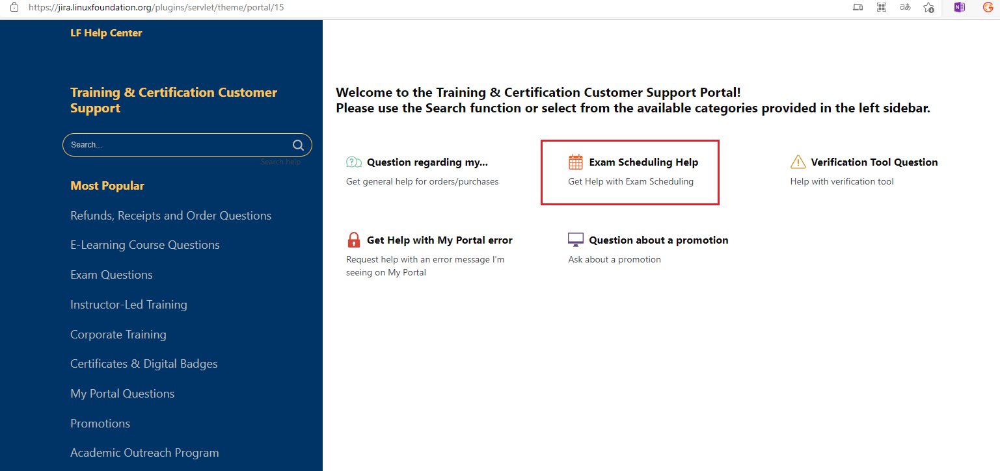 https://jira.linuxfoundation.org/plugins/servlet/theme/portal/15
LF Help Center
Training & Certification Customer
Support
Search...
Search help
Most Popular
Refunds, Receipts and Order Questions
E-Learning Course Questions
Exam Questions
Instructor-Led Training
Corporate Training
Certificates & Digital Badges
My Portal Questions
Promotions
Academic Outreach Program
Welcome to the Training & Certification Customer Support Portal!
Please use the Search function or select from the available categories provided in the left sidebar.
Question regarding my...
Get general help for orders/purchases
Exam Scheduling Help
Get Help with Exam Scheduling
Verification Tool Question
Help with verification tool
Get Help with My Portal error
Request help with an error message I'm
seeing on My Portal
Question about a promotion
Ask about a promotion